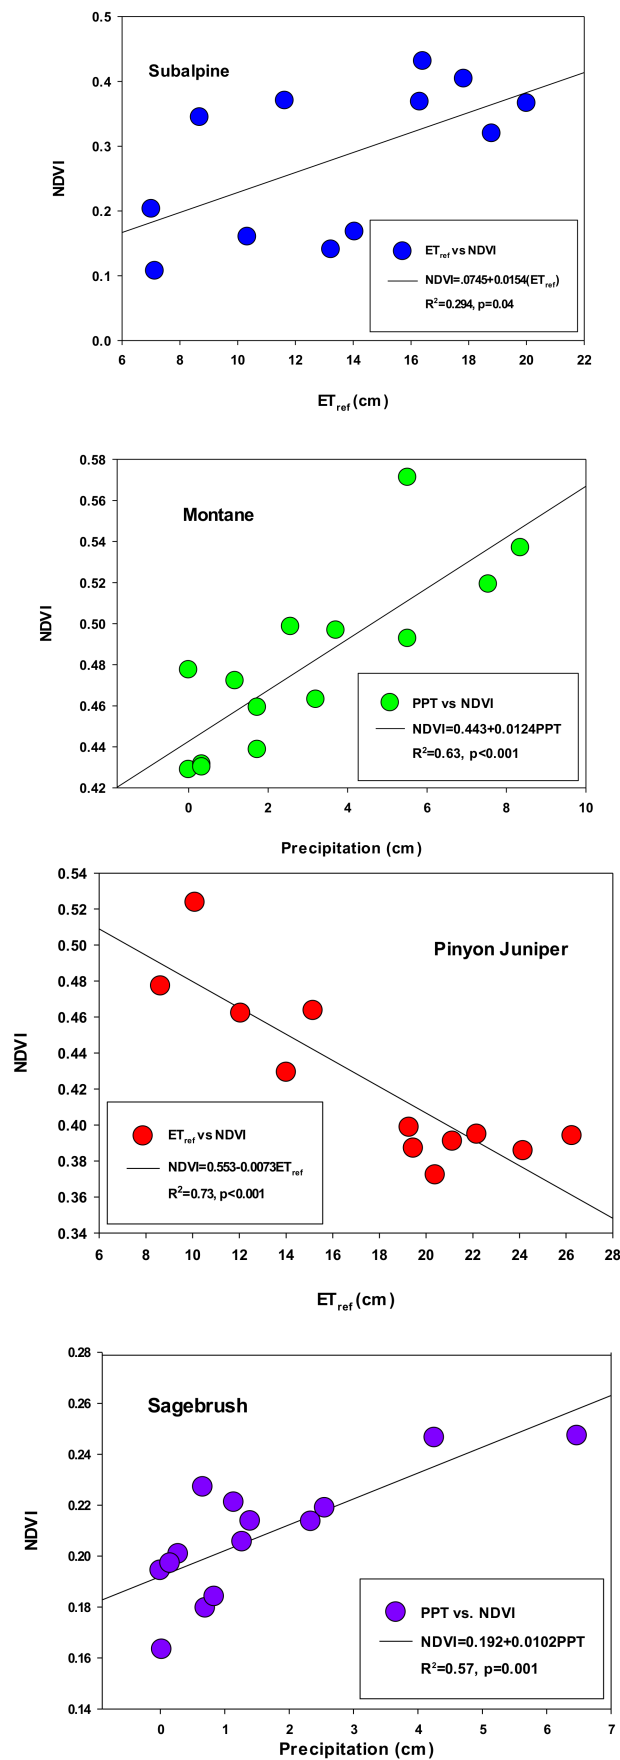 0.5
Subalpine
0.4
0.3
NDVI
0.2
ETref vs NDVI
0.1
NDVI=.0745+0.0154(ETref)
R2=0.294, p=0.04
0.0
6 8 10 12 14 16 18 20 22
ETref (cm)
0.58
0.56
Montane
0.54
0.52
NDVI
0.50
0.48
0.46
PPT vs NDVI
NDVI=0.443+0.0124PPT
0.44
R2=0.63, p<0.001
0.42
0 2 4 6 8 10
Precipitation (cm)
0.54
0.52
Pinyon Juniper
0.50
0.48
0.46
NDVI
0.44
0.42
0.40
ETref vs NDVI
0.38
NDVI=0.553-0.0073ETref
0.36
R2=0.73, p<0.001
0.34
6 8 10 12 14 16 18 20 22 24 26 28
ETref (cm)
0.28
0.26
Sagebrush
0.24
0.22
NDVI
0.20
0.18
PPT vs. NDVI
NDVI=0.192+0.0102PPT
0.16
R2=0.57, p=0.001
0.14
0 1 2 3 4 5 6 7
Precipitation (cm)